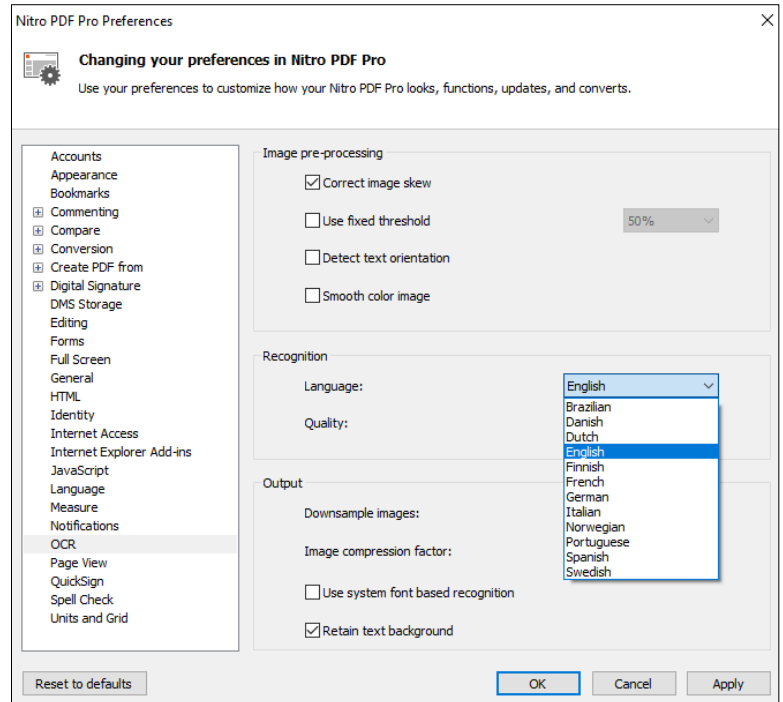 Nitro PDF Pro Preferences
Changing your preferences in Nitro PDF Pro
Use your preferences to customize how your Nitro PDF Pro looks, functions, updates, and converts.
Accounts
Appearance
Bookmarks
Commenting
Compare
Conversion
Create PDF from
Digital Signature
DMS Storage
Editing
Forms
Full Screen
General
HTML
Identity
Internet Access
Internet Explorer Add-ins
JavaScript
Language
Measure
Notifications
OCR
Page View
QuickSign
Spell Check
Units and Grid
Image pre-processing
Correct image skew
Use fixed threshold 50%
Detect text orientation
Smooth color image
Recognition
Language: English
Brazilian
Danish
Dutch
English
Finnish
French
German
Italian
Norwegian
Portuguese
Spanish
Swedish
Quality:
Output
Downsample images:
Image compression factor:
Use system font based recognition
Retain text background
Reset to defaults OK Cancel Apply